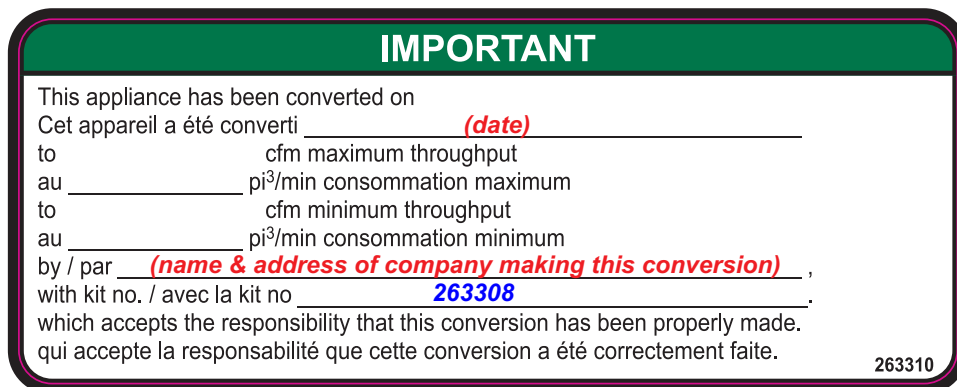 IMPORTANT
This appliance has been converted on
Cet appareil a été converti (date)
to cfm maximum throughput
au pi³/min consommation maximum
to cfm minimum throughput
au pi³/min consommation minimum
by / par (name & address of company making this conversion) ,
with kit no. / avec la kit no 263308 .
which accepts the responsibility that this conversion has been properly made.
qui accepte la responsabilité que cette conversion a été correctement faite.
263310